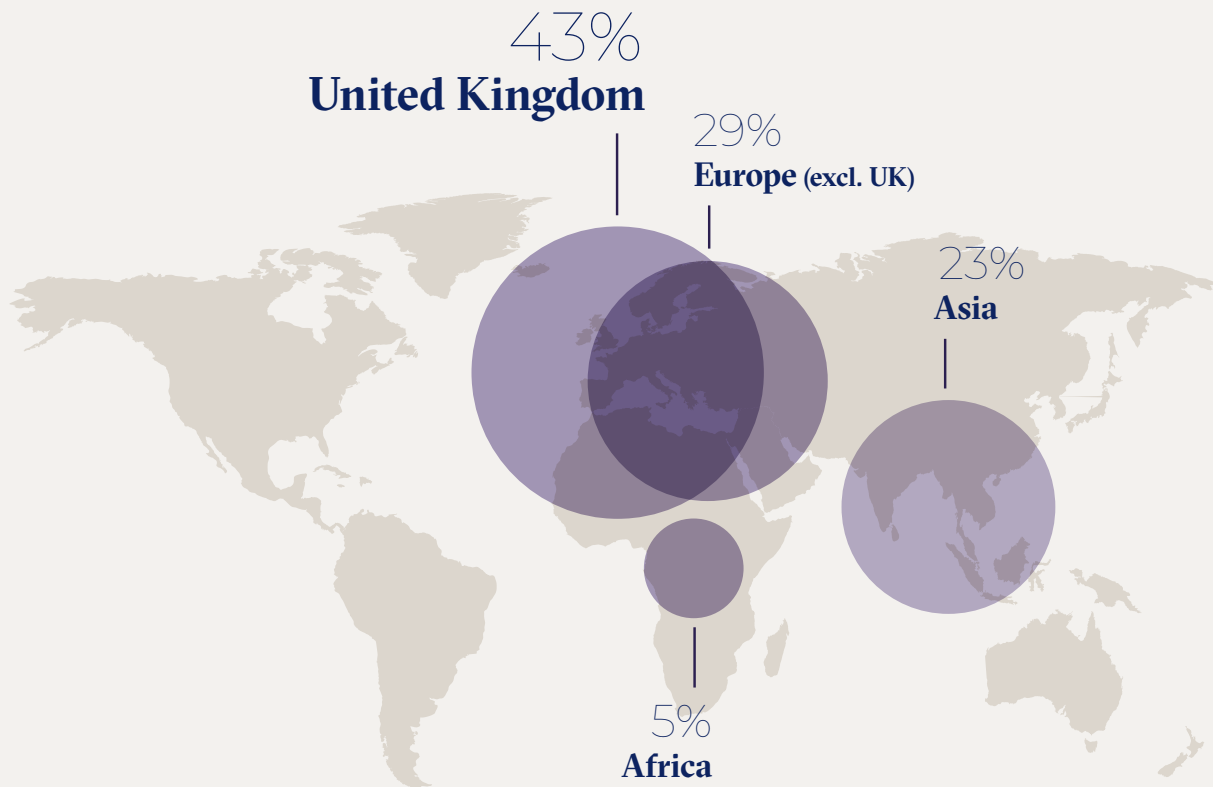 43%
United Kingdom
29%
Europe (excl. UK)
23%
Asia
5%
Africa